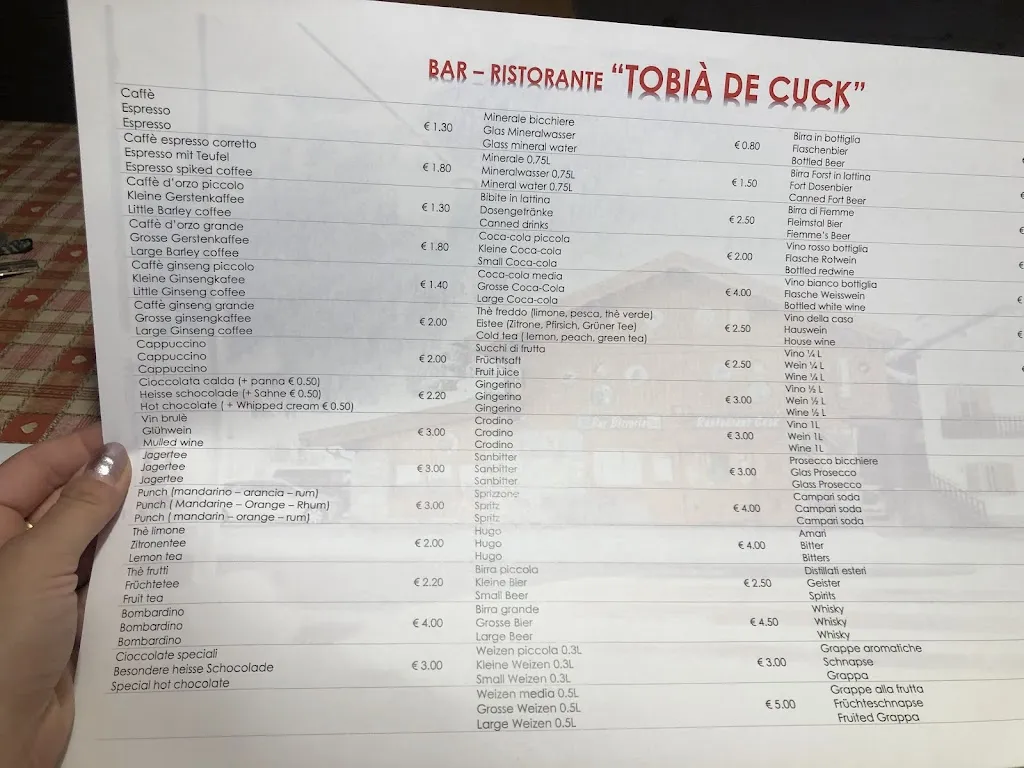 BAR – RISTORANTE "TOBIÀ DE CUCK"
Caffè
Espresso
Espresso
€ 1.30
Caffè espresso corretto
Espresso mit Teufel
Espresso spiked coffee
€ 1.80
Caffè d'orzo piccolo
Kleine Gerstenkaffee
Little Barley coffee
€ 1.30
Caffè d'orzo grande
Grosse Gerstenkaffee
Large Barley coffee
€ 1.80
Caffè ginseng piccolo
Kleine Ginsengkafee
Little Ginseng coffee
€ 1.40
Caffè ginseng grande
Grosse ginsengkaffee
Large Ginseng coffee
€ 2.00
Cappuccino
Cappuccino
Cappuccino
€ 2.00
Cioccolata calda (+ panna € 0.50)
Heisse schocolade (+ Sahne € 0.50)
Hot chocolate ( + Whipped cream € 0.50)
€ 2.20
Vin brulè
Glühwein
Mulled wine
€ 3.00
Jagertee
Jagertee
Jagertee
€ 3.00
Punch (mandarino – arancia – rum)
Punch ( Mandarine – Orange – Rhum)
Punch ( mandarin – orange – rum)
€ 3.00
Thè limone
Zitronentee
Lemon tea
€ 2.00
Thè frutti
Früchtetee
Fruit tea
€ 2.20
Bombardino
Bombardino
Bombardino
€ 4.00
Cioccolate speciali
Besondere heisse Schocolade
Special hot chocolate
€ 3.00
Minerale bicchiere
Glas Mineralwasser
Glass mineral water
€ 0.80
Minerale 0,75L
Mineralwasser 0,75L
Mineral water 0.75L
€ 1.50
Bibite in lattina
Dosengetränke
Canned drinks
€ 2.50
Coca-cola piccola
Kleine Coca-cola
Small Coca-cola
€ 2.00
Coca-cola media
Grosse Coca-Cola
Large Coca-cola
€ 4.00
Thè freddo (limone, pesca, thè verde)
Eistee (Zitrone, Pfirsich, Grüner Tee)
Cold tea ( lemon, peach, green tea)
€ 2.50
Succhi di frutta
Früchtsaft
Fruit juice
€ 2.50
Gingerino
Gingerino
Gingerino
€ 3.00
Crodino
Crodino
Crodino
€ 3.00
Sanbitter
Sanbitter
Sanbitter
€ 3.00
Sprizzone
Spritz
Spritz
€ 4.00
Hugo
Hugo
Hugo
€ 4.00
Birra piccola
Kleine Bier
Small Beer
€ 2.50
Birra grande
Grosse Bier
Large Beer
€ 4.50
Weizen piccola 0.3L
Kleine Weizen 0.3L
Small Weizen 0.3L
€ 3.00
Weizen media 0.5L
Grosse Weizen 0.5L
Large Weizen 0.5L
€ 5.00
Birra in bottiglia
Flaschenbier
Bottled Beer
Birra Forst in lattina
Fort Dosenbier
Canned Fort Beer
Birra di Fiemme
Fleimstal Bier
Fiemme's Beer
Vino rosso bottiglia
Flasche Rotwein
Bottled redwine
Vino bianco bottiglia
Flasche Weisswein
Bottled white wine
Vino della casa
Hauswein
House wine
Vino ¼ L
Wein ¼ L
Wine ¼ L
Vino ½ L
Wein ½ L
Wine ½ L
Vino 1L
Wein 1L
Wine 1L
Prosecco bicchiere
Glas Prosecco
Glass Prosecco
Campari soda
Campari soda
Campari soda
Amari
Bitter
Bitters
Distillati esteri
Geister
Spirits
Whisky
Whisky
Whisky
Grappe aromatiche
Schnapse
Grappa
Grappe alla frutta
Früchteschnapse
Fruited Grappa